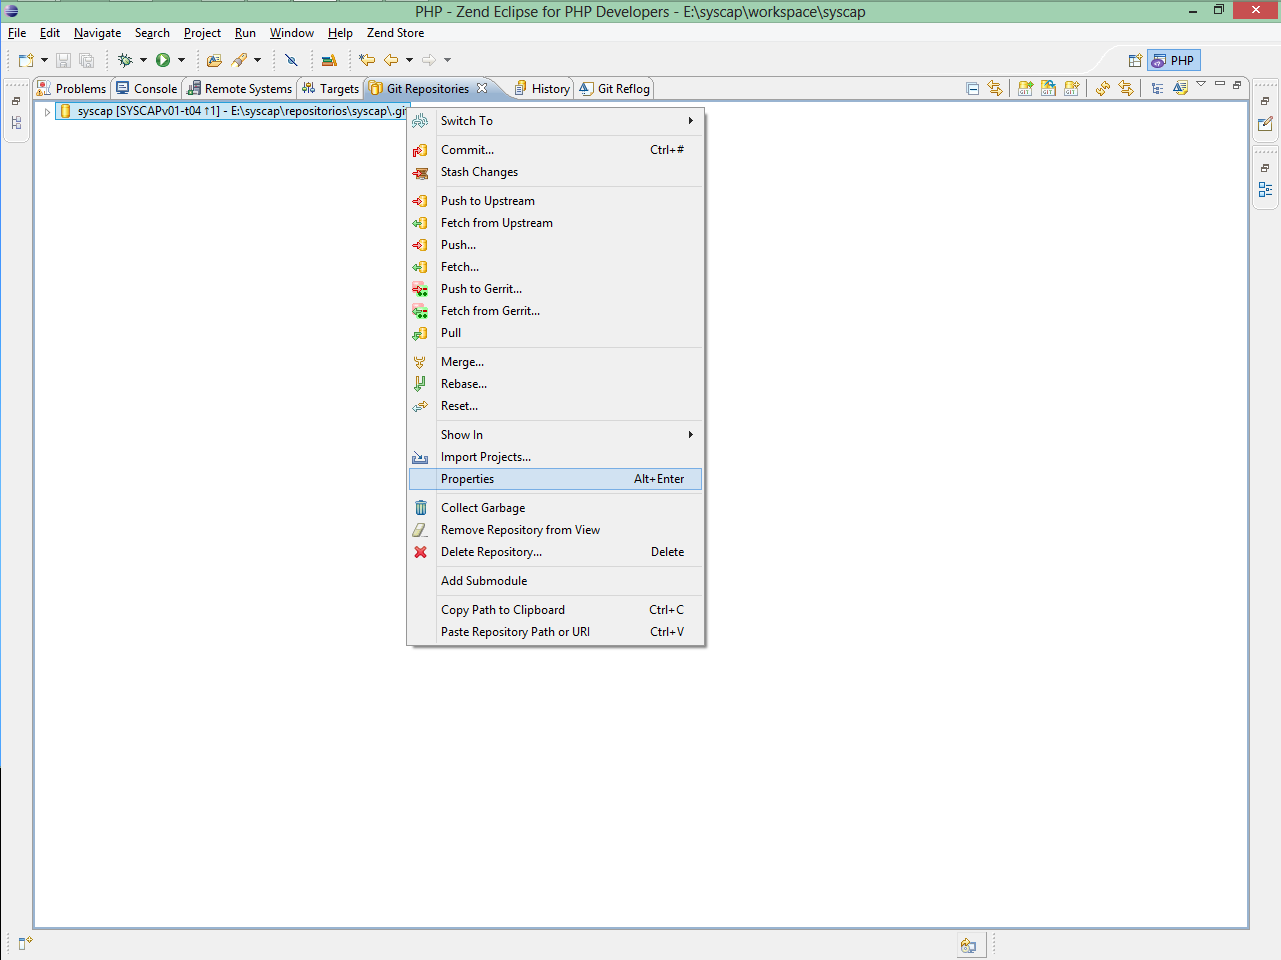 PHP - Zend Eclipse for PHP Developers - E:\syscap\workspace\syscap
File Edit Navigate Search Project Run Window Help Zend Store
PHP
Problems Console Remote Systems Targets Git Repositories History Git Reflog
syscap [SYSCAPv01-t04 ↑1] - E:\syscap\repositorios\syscap\.gi
Switch To
Commit... Ctrl+#
Stash Changes
Push to Upstream
Fetch from Upstream
Push...
Fetch...
Push to Gerrit...
Fetch from Gerrit...
Pull
Merge...
Rebase...
Reset...
Show In
Import Projects...
Properties Alt+Enter
Collect Garbage
Remove Repository from View
Delete Repository... Delete
Add Submodule
Copy Path to Clipboard Ctrl+C
Paste Repository Path or URI Ctrl+V